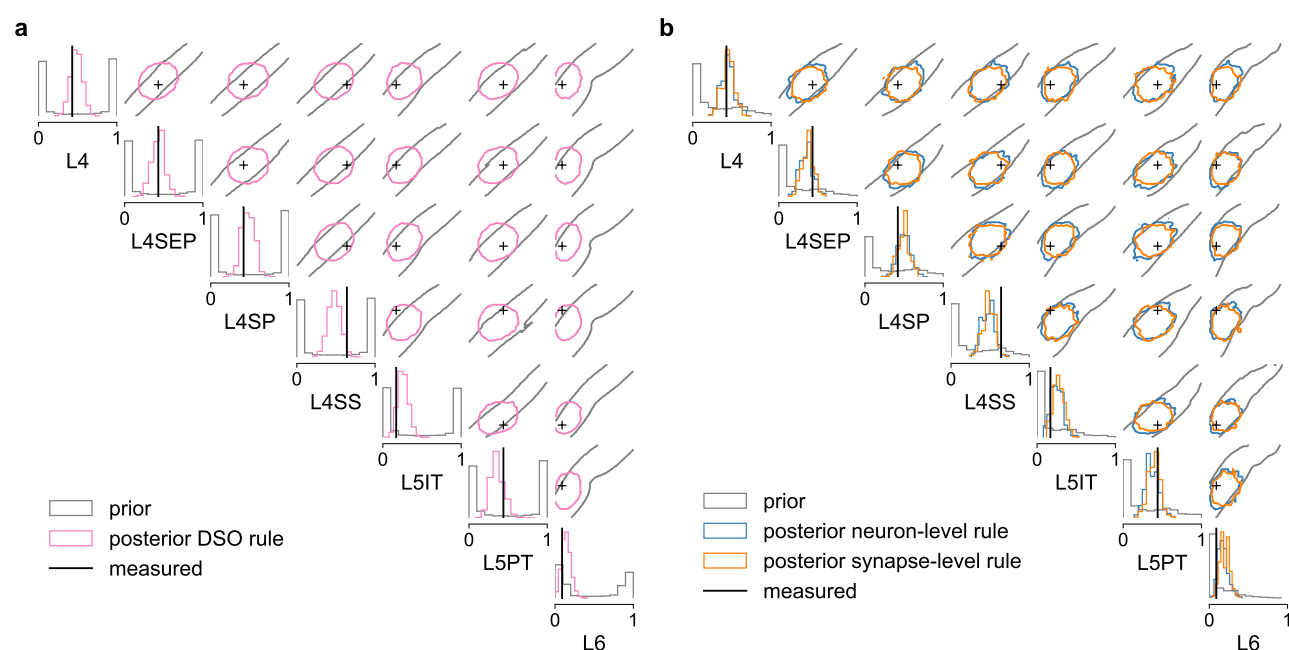 a
b
0 1
L4
0 1
L4SEP
0 1
L4SP
0 1
L4SS
0 1
L5IT
0 1
L5PT
0 1
L6
prior
posterior DSO rule
measured
0 1
L4
0 1
L4SEP
0 1
L4SP
0 1
L4SS
0 1
L5IT
0 1
L5PT
0 1
L6
prior
posterior neuron-level rule
posterior synapse-level rule
measured